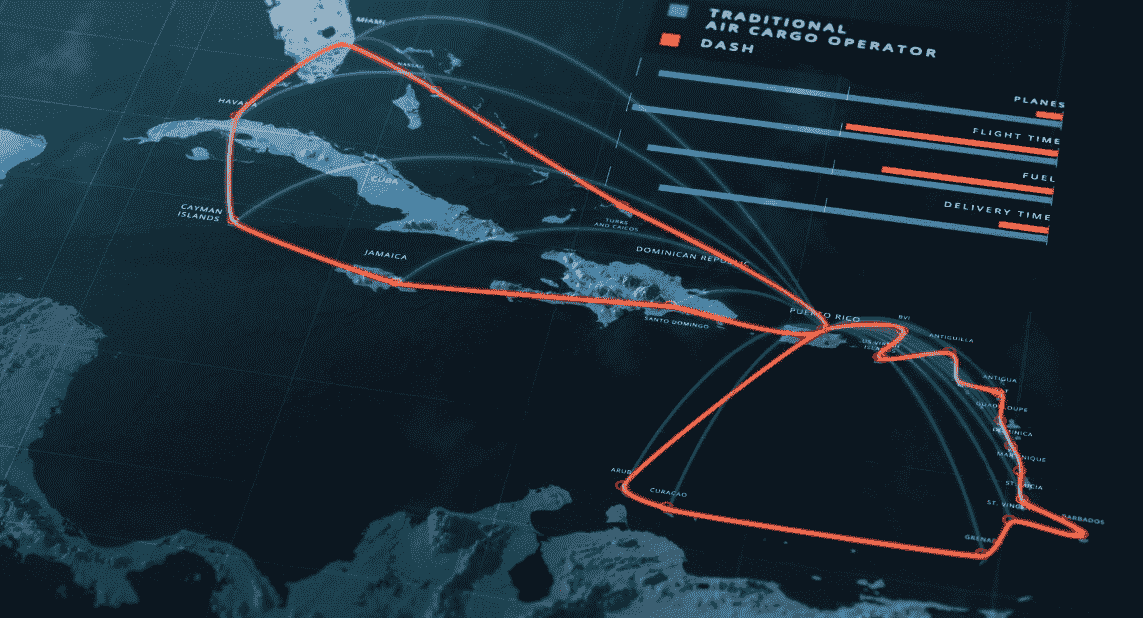 TRADITIONAL
AIR CARGO OPERATOR
DASH
PLANES
FLIGHT TIME
FUEL
DELIVERY TIME
MIAMI
NASSAU
HAVANA
CUBA
CAYMAN
ISLANDS
TURKS
AND CAICOS
JAMAICA
DOMINICAN REPUBLIC
SANTO DOMINGO
PUERTO RICO
BVI
US VIRGIN
ANTIGUILLA
ANTIGUA
GUADELOUPE
DOMINICA
MARTINIQUE
ST. LUCIA
ST. VINCENT
BARBADOS
GRENADA
ARUBA
CURACAO